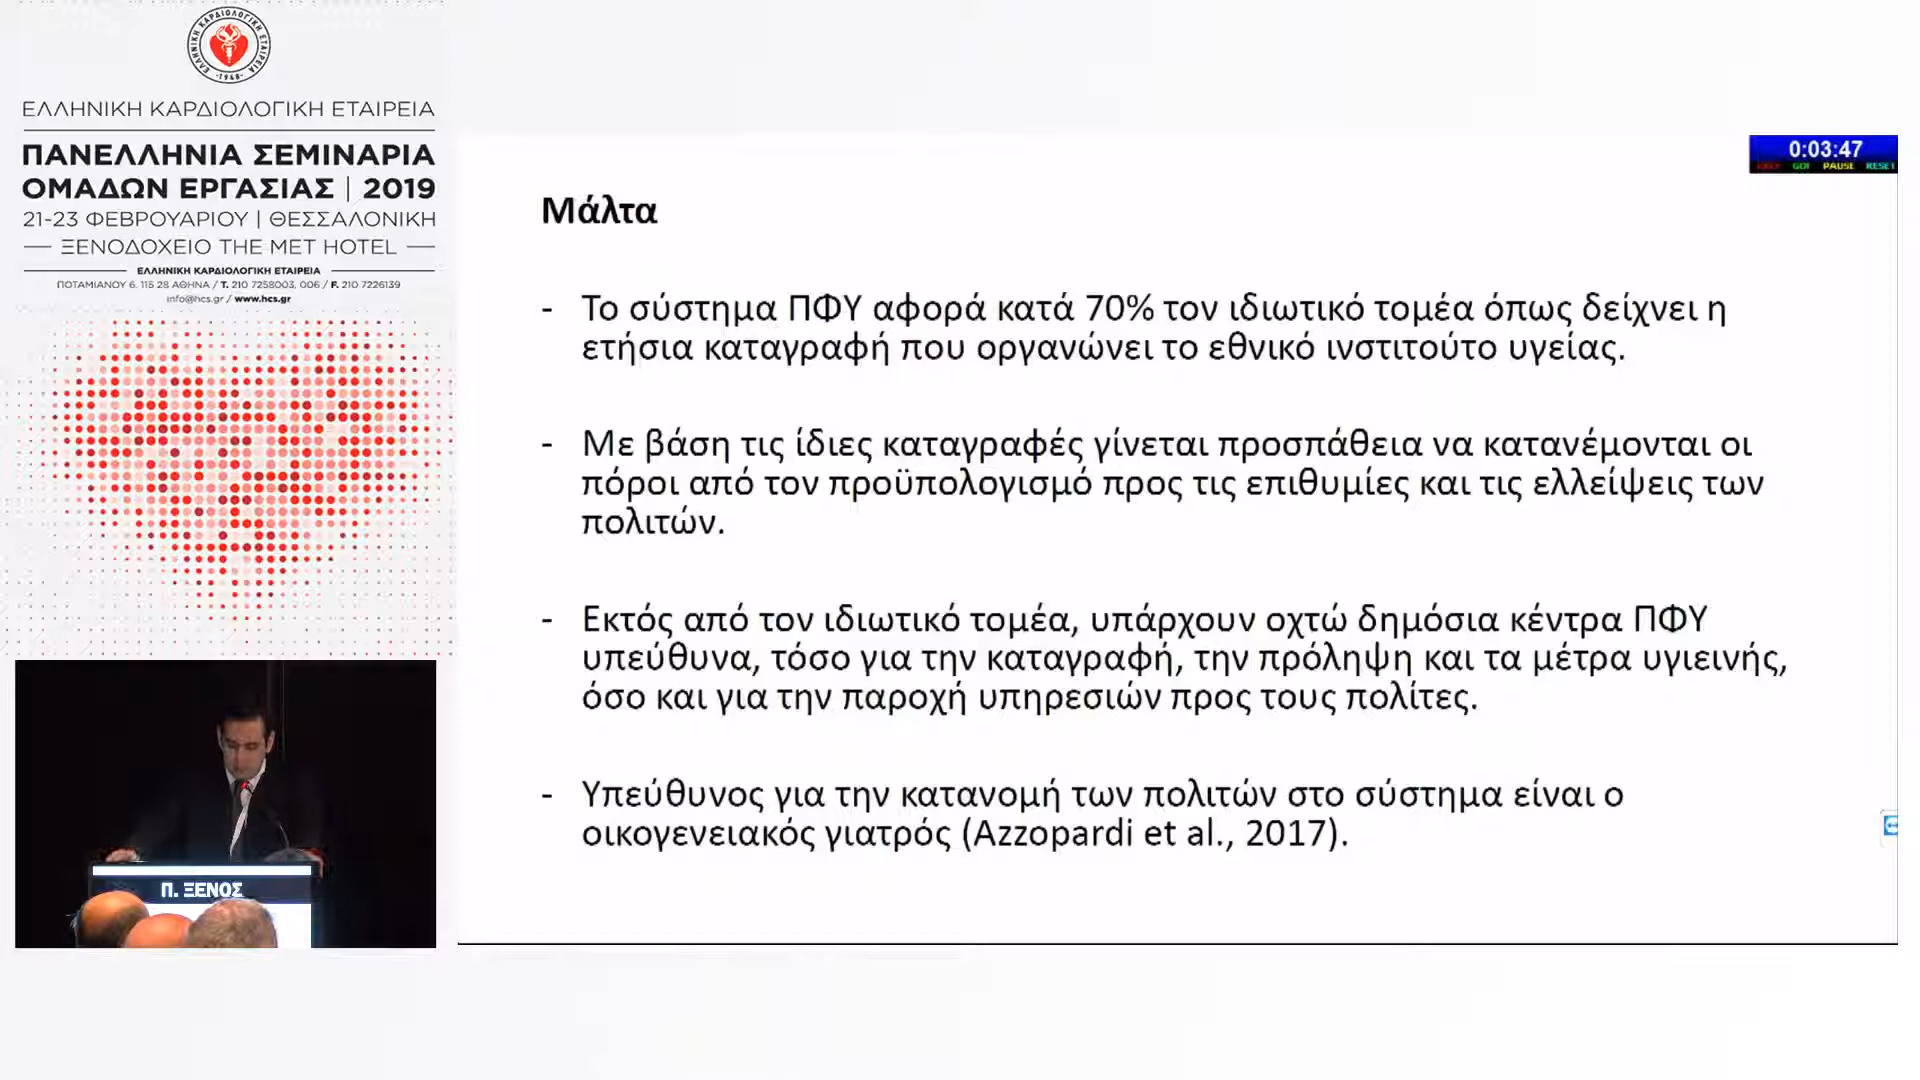 ΕΛΛΗΝΙΚΗ ΚΑΡΔΙΟΛΟΓΙΚΗ ΕΤΑΙΡΕΙΑ
·1948·
ΕΛΛΗΝΙΚΗ ΚΑΡΔΙΟΛΟΓΙΚΗ ΕΤΑΙΡΕΙΑ
ΠΑΝΕΛΛΗΝΙΑ ΣΕΜΙΝΑΡΙΑ
ΟΜΑΔΩΝ ΕΡΓΑΣΙΑΣ | 2019
21-23 ΦΕΒΡΟΥΑΡΙΟΥ | ΘΕΣΣΑΛΟΝΙΚΗ
ΞΕΝΟΔΟΧΕΙΟ THE MET HOTEL
ΕΛΛΗΝΙΚΗ ΚΑΡΔΙΟΛΟΓΙΚΗ ΕΤΑΙΡΕΙΑ
ΠΟΤΑΜΙΑΝΟΥ 6, 115 28 ΑΘΗΝΑ / T. 210 7258003, 006 / F. 210 7226139
info@hcs.gr / www.hcs.gr
Π. ΞΕΝΟΣ
0:03:47
GO! PAUSE RESET
Μάλτα
- Το σύστημα ΠΦΥ αφορά κατά 70% τον ιδιωτικό τομέα όπως δείχνει η
ετήσια καταγραφή που οργανώνει το εθνικό ινστιτούτο υγείας.
- Με βάση τις ίδιες καταγραφές γίνεται προσπάθεια να κατανέμονται οι
πόροι από τον προϋπολογισμό προς τις επιθυμίες και τις ελλείψεις των
πολιτών.
- Εκτός από τον ιδιωτικό τομέα, υπάρχουν οχτώ δημόσια κέντρα ΠΦΥ
υπεύθυνα, τόσο για την καταγραφή, την πρόληψη και τα μέτρα υγιεινής,
όσο και για την παροχή υπηρεσιών προς τους πολίτες.
- Υπεύθυνος για την κατανομή των πολιτών στο σύστημα είναι ο
οικογενειακός γιατρός (Azzopardi et al., 2017).